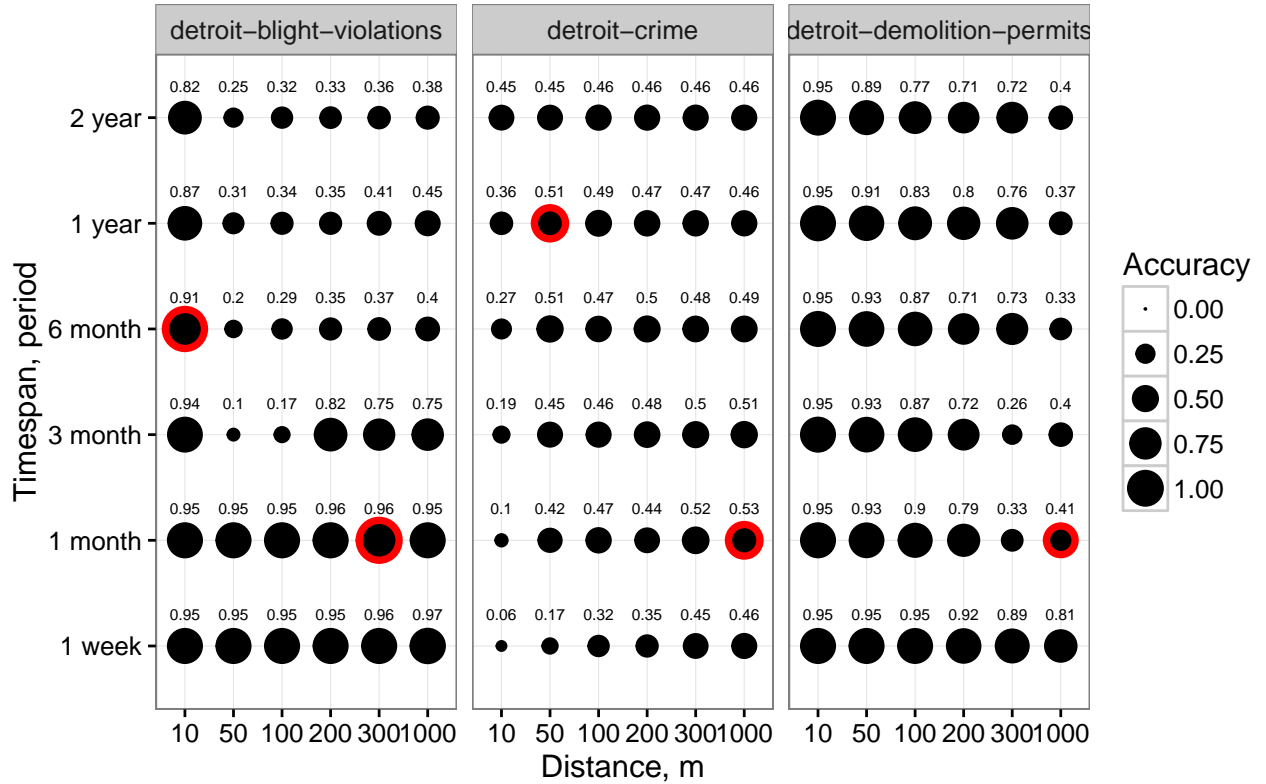 detroit−blight−violations detroit−crime detroit−demolition−permits
0.82 0.25 0.32 0.33 0.36 0.38 0.45 0.45 0.46 0.46 0.46 0.46 0.95 0.89 0.77 0.71 0.72 0.4
2 year
0.87 0.31 0.34 0.35 0.41 0.45 0.36 0.51 0.49 0.47 0.47 0.46 0.95 0.91 0.83 0.8 0.76 0.37
1 year
0.91 0.2 0.29 0.35 0.37 0.4 0.27 0.51 0.47 0.5 0.48 0.49 0.95 0.93 0.87 0.71 0.73 0.33
6 month
0.94 0.1 0.17 0.82 0.75 0.75 0.19 0.45 0.46 0.48 0.5 0.51 0.95 0.93 0.87 0.72 0.26 0.4
3 month
0.95 0.95 0.95 0.96 0.96 0.95 0.1 0.42 0.47 0.44 0.52 0.53 0.95 0.93 0.9 0.79 0.33 0.41
1 month
0.95 0.95 0.95 0.95 0.96 0.97 0.06 0.17 0.32 0.35 0.45 0.46 0.95 0.95 0.95 0.92 0.89 0.81
1 week
10 50 100 200 300 1000 10 50 100 200 300 1000 10 50 100 200 300 1000
Distance, m
Timespan, period
Accuracy
0.00
0.25
0.50
0.75
1.00